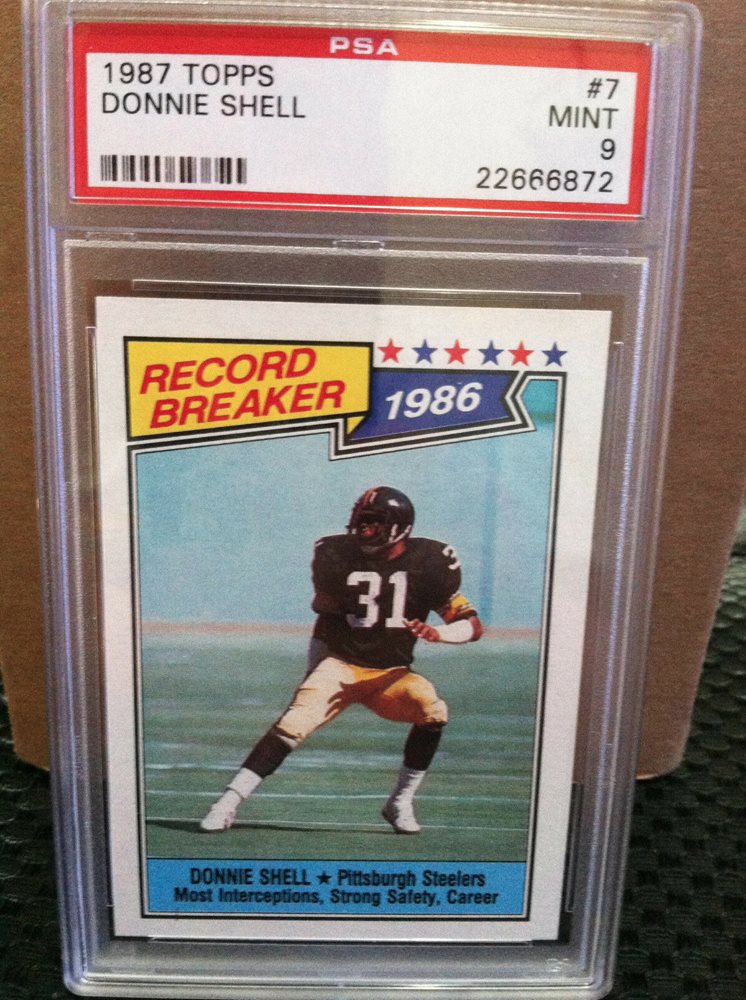 PSA
1987 TOPPS
DONNIE SHELL
#7
MINT
9
22666872
RECORD
BREAKER
1986
31
31
DONNIE SHELL ★ Pittsburgh Steelers
Most Interceptions, Strong Safety, Career